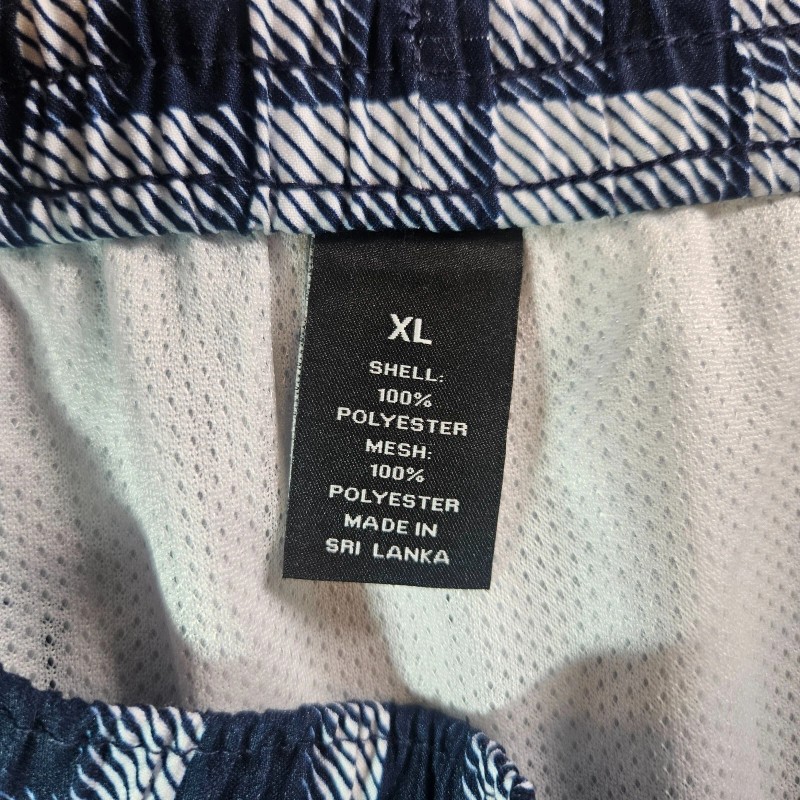 XL
SHELL:
100%
POLYESTER
MESH:
100%
POLYESTER
MADE IN
SRI LANKA